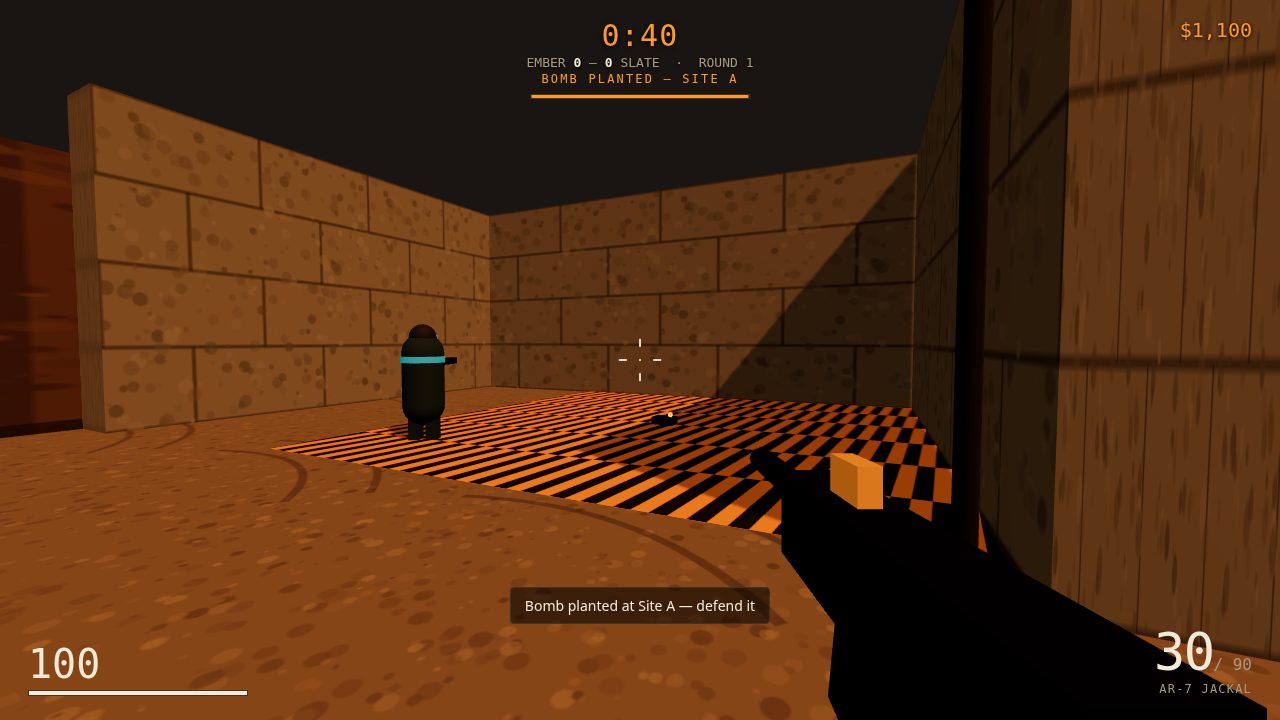 0:40
$1,100
EMBER 0 — 0 SLATE · ROUND 1
BOMB PLANTED — SITE A
Bomb planted at Site A — defend it
100
30 / 90
AR-7 JACKAL